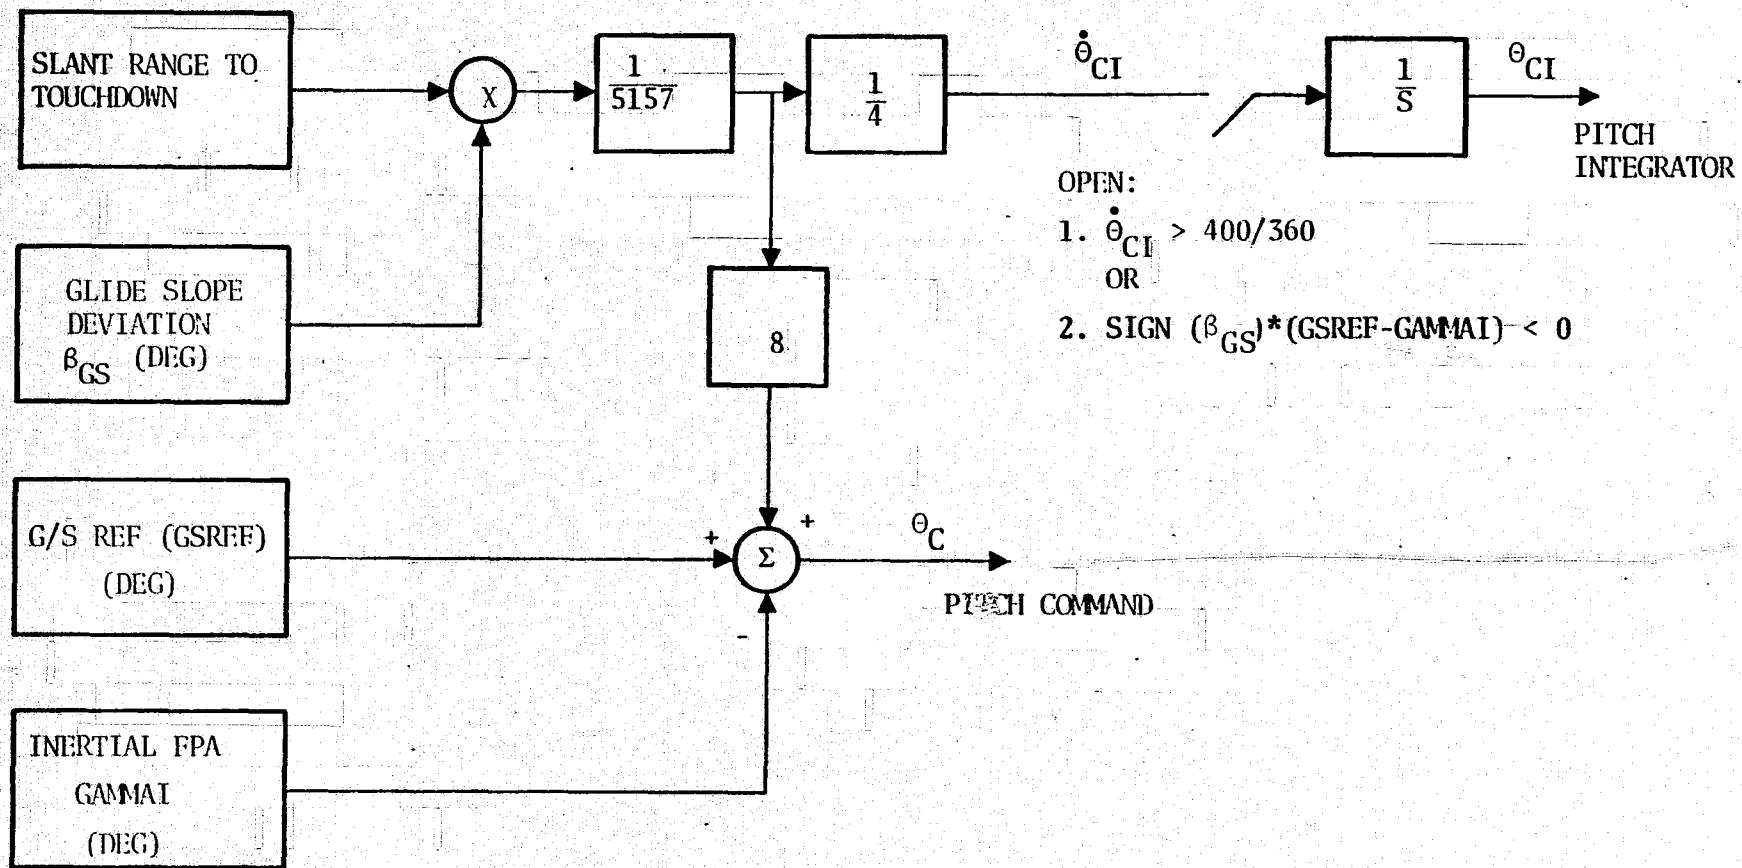 SLANT RANGE TO
TOUCHDOWN
X
1
5157
1
4
Θ̇CI
1
S
ΘCI
PITCH
INTEGRATOR
OPEN:
1. Θ̇CI > 400/360
OR
2. SIGN (βGS)*(GSREF-GAMMAI) < 0
GLIDE SLOPE
DEVIATION
βGS (DEG)
8
G/S REF (GSREF)
(DEG)
+
+
Σ
-
ΘC
PITCH COMMAND
INERTIAL FPA
GAMMAI
(DEG)